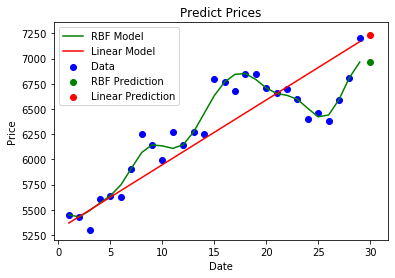 Predict Prices
RBF Model
Linear Model
Data
RBF Prediction
Linear Prediction
Price
7250
7000
6750
6500
6250
6000
5750
5500
5250
0
5
10
15
20
25
30
Date